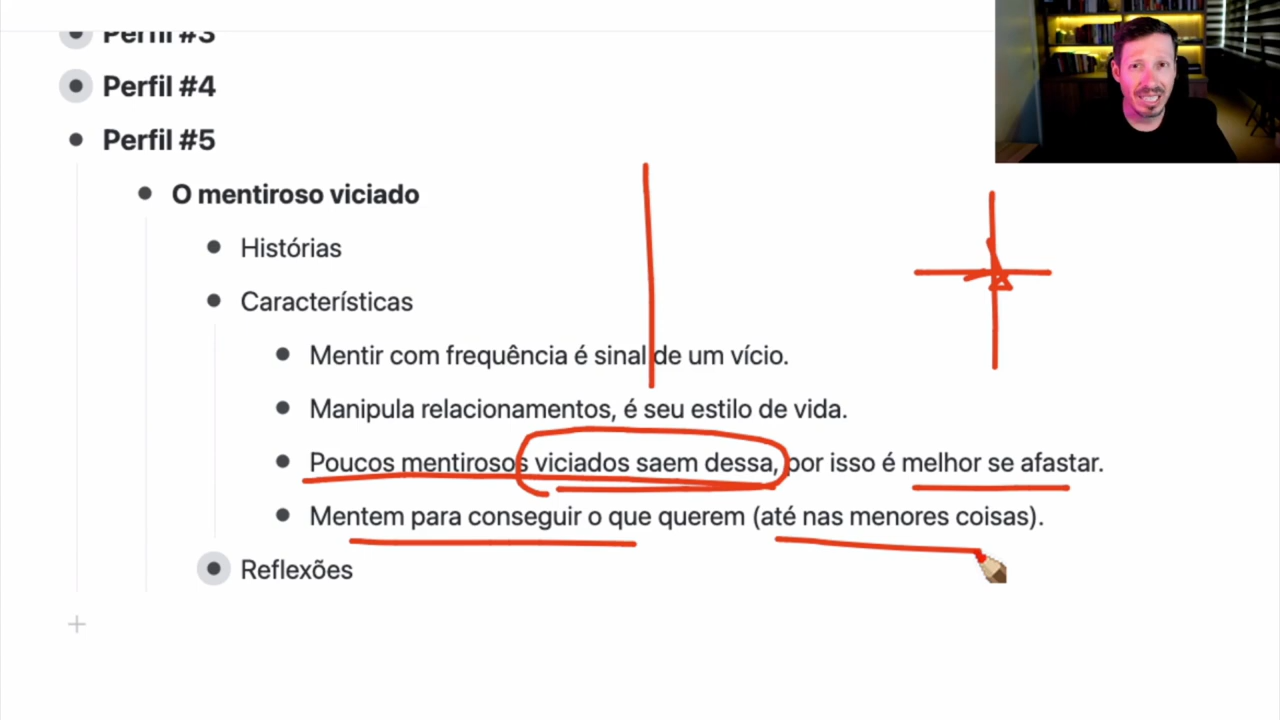 Perfil #3
Perfil #4
Perfil #5
O mentiroso viciado
Histórias
Características
Mentir com frequência é sinal de um vício.
Manipula relacionamentos, é seu estilo de vida.
Poucos mentirosos viciados saem dessa, por isso é melhor se afastar.
Mentem para conseguir o que querem (até nas menores coisas).
Reflexões